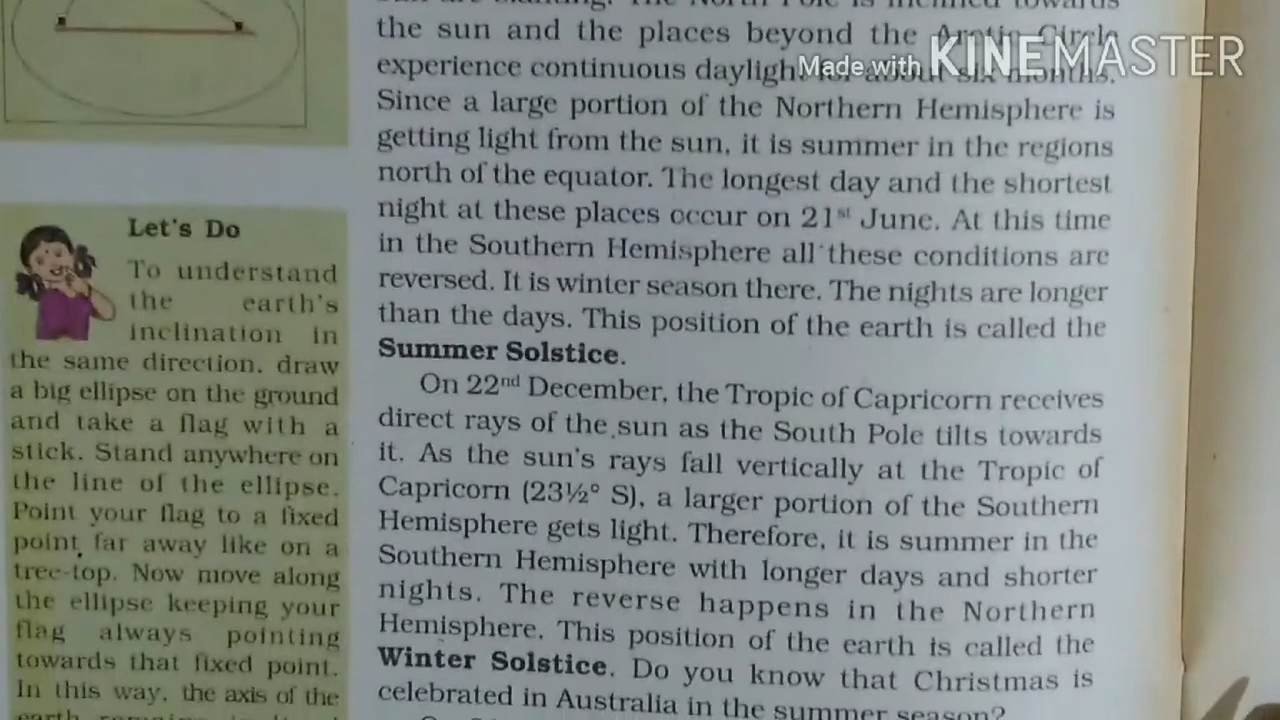 the sun and the places beyond the Arctic Circle
experience continuous daylight for about six months.
Since a large portion of the Northern Hemisphere is
getting light from the sun, it is summer in the regions
north of the equator. The longest day and the shortest
night at these places occur on 21st June. At this time
in the Southern Hemisphere all these conditions are
reversed. It is winter season there. The nights are longer
than the days. This position of the earth is called the
Summer Solstice.
On 22nd December, the Tropic of Capricorn receives
direct rays of the sun as the South Pole tilts towards
it. As the sun's rays fall vertically at the Tropic of
Capricorn (23½° S), a larger portion of the Southern
Hemisphere gets light. Therefore, it is summer in the
Southern Hemisphere with longer days and shorter
nights. The reverse happens in the Northern
Hemisphere. This position of the earth is called the
Winter Solstice. Do you know that Christmas is
celebrated in Australia in the summer season?
Let's Do
To understand
the earth's
inclination in
the same direction, draw
a big ellipse on the ground
and take a flag with a
stick. Stand anywhere on
the line of the ellipse.
Point your flag to a fixed
point far away like on a
tree-top. Now move along
the ellipse keeping your
flag always pointing
towards that fixed point.
In this way, the axis of the
Made with KINEMASTER